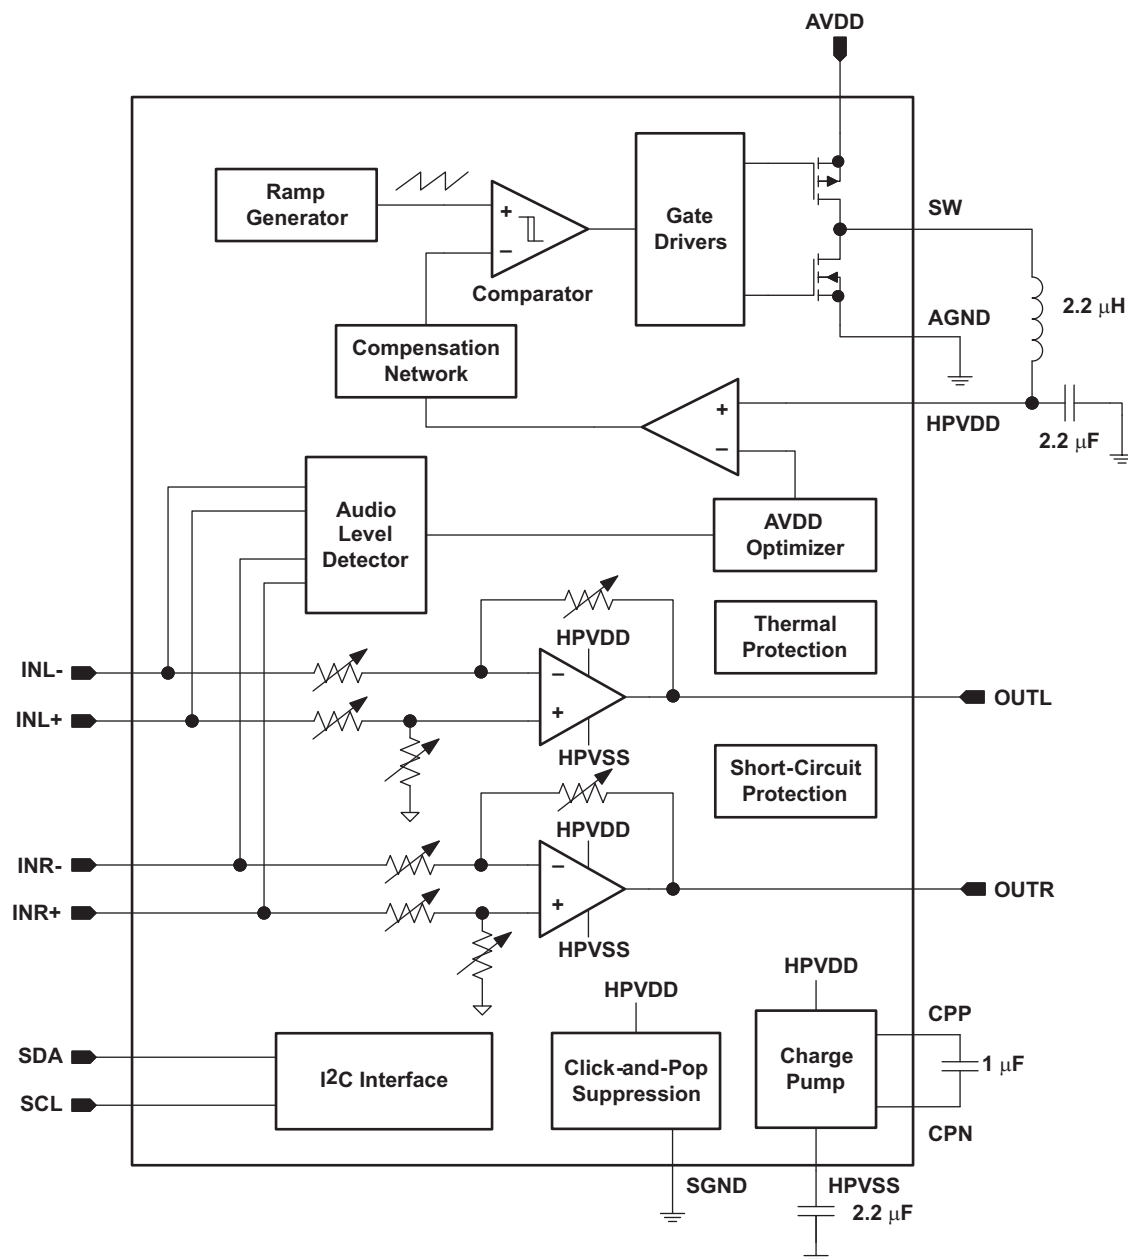 AVDD
Ramp
Generator
+
−
Comparator
Gate
Drivers
SW
AGND
2.2 μH
Compensation
Network
+
−
HPVDD
2.2 μF
Audio
Level
Detector
AVDD
Optimizer
Thermal
Protection
HPVDD
INL-
−
INL+
+
OUTL
HPVSS
Short-Circuit
Protection
HPVDD
INR-
−
INR+
+
OUTR
HPVSS
HPVDD
HPVDD
CPP
SDA
SCL
I2C Interface
Click-and-Pop
Suppression
Charge
Pump
1 μF
CPN
SGND
HPVSS
2.2 μF